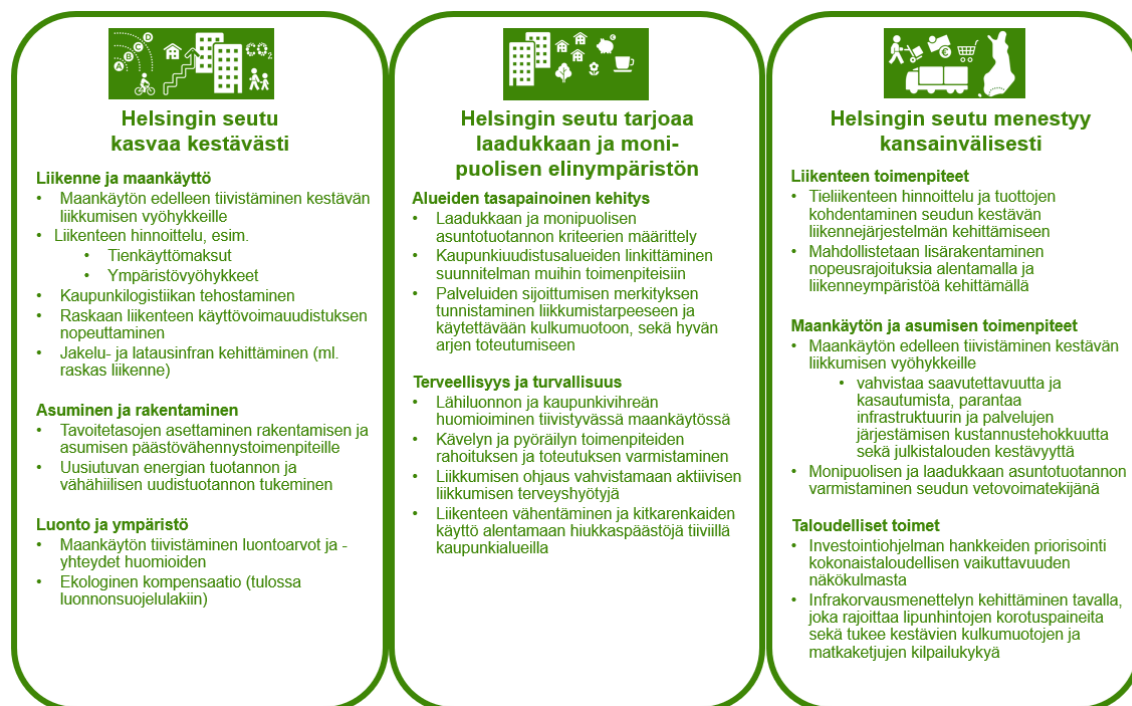 A
B
C
D
CO₂
Helsingin seutu
kasvaa kestävästi
Liikenne ja maankäyttö
• Maankäytön edelleen tiivistäminen kestävän
liikkumisen vyöhykkeille
• Liikenteen hinnoittelu, esim.
• Tienkäyttömaksut
• Ympäristövyöhykkeet
• Kaupunkilogistiikan tehostaminen
• Raskaan liikenteen käyttövoimauudistuksen
nopeuttaminen
• Jakelu- ja latausinfran kehittäminen (ml.
raskas liikenne)
Asuminen ja rakentaminen
• Tavoitetasojen asettaminen rakentamisen ja
asumisen päästövähennystoimenpiteille
• Uusiutuvan energian tuotannon ja
vähähiilisen uudistuotannon tukeminen
Luonto ja ympäristö
• Maankäytön tiivistäminen luontoarvot ja -
yhteydet huomioiden
• Ekologinen kompensaatio (tulossa
luonnonsuojelulakiin)
Helsingin seutu tarjoaa
laadukkaan ja moni-
puolisen elinympäristön
Alueiden tasapainoinen kehitys
• Laadukkaan ja monipuolisen
asuntotuotannon kriteerien määrittely
• Kaupunkiuudistusalueiden linkittäminen
suunnitelman muihin toimenpiteisiin
• Palveluiden sijoittumisen merkityksen
tunnistaminen liikkumistarpeeseen ja
käytettävään kulkumuotoon, sekä hyvän
arjen toteutumiseen
Terveellisyys ja turvallisuus
• Lähiluonnon ja kaupunkivihreän
huomioiminen tiivistyvässä maankäytössä
• Kävelyn ja pyöräilyn toimenpiteiden
rahoituksen ja toteutuksen varmistaminen
• Liikkumisen ohjaus vahvistamaan aktiivisen
liikkumisen terveyshyötyjä
• Liikenteen vähentäminen ja kitkarenkaiden
käyttö alentamaan hiukkaspäästöjä tiiviillä
kaupunkialueilla
€
Helsingin seutu menestyy
kansainvälisesti
Liikenteen toimenpiteet
• Tieliikenteen hinnoittelu ja tuottojen
kohdentaminen seudun kestävän
liikennejärjestelmän kehittämiseen
• Mahdollistetaan lisärakentaminen
nopeusrajoituksia alentamalla ja
liikenneympäristöä kehittämällä
Maankäytön ja asumisen toimenpiteet
• Maankäytön edelleen tiivistäminen kestävän
liikkumisen vyöhykkeille
• vahvistaa saavutettavuutta ja
kasautumista, parantaa
infrastruktuurin ja palvelujen
järjestämisen kustannustehokkuutta
sekä julkistalouden kestävyyttä
• Monipuolisen ja laadukkaan asuntotuotannon
varmistaminen seudun vetovoimatekijänä
Taloudelliset toimet
• Investointiohjelman hankkeiden priorisointi
kokonaistaloudellisen vaikuttavuuden
näkökulmasta
• Infrakorvausmenettelyn kehittäminen tavalla,
joka rajoittaa lipunhintojen korotuspaineita
sekä tukee kestävien kulkumuotojen ja
matkaketjujen kilpailukykyä